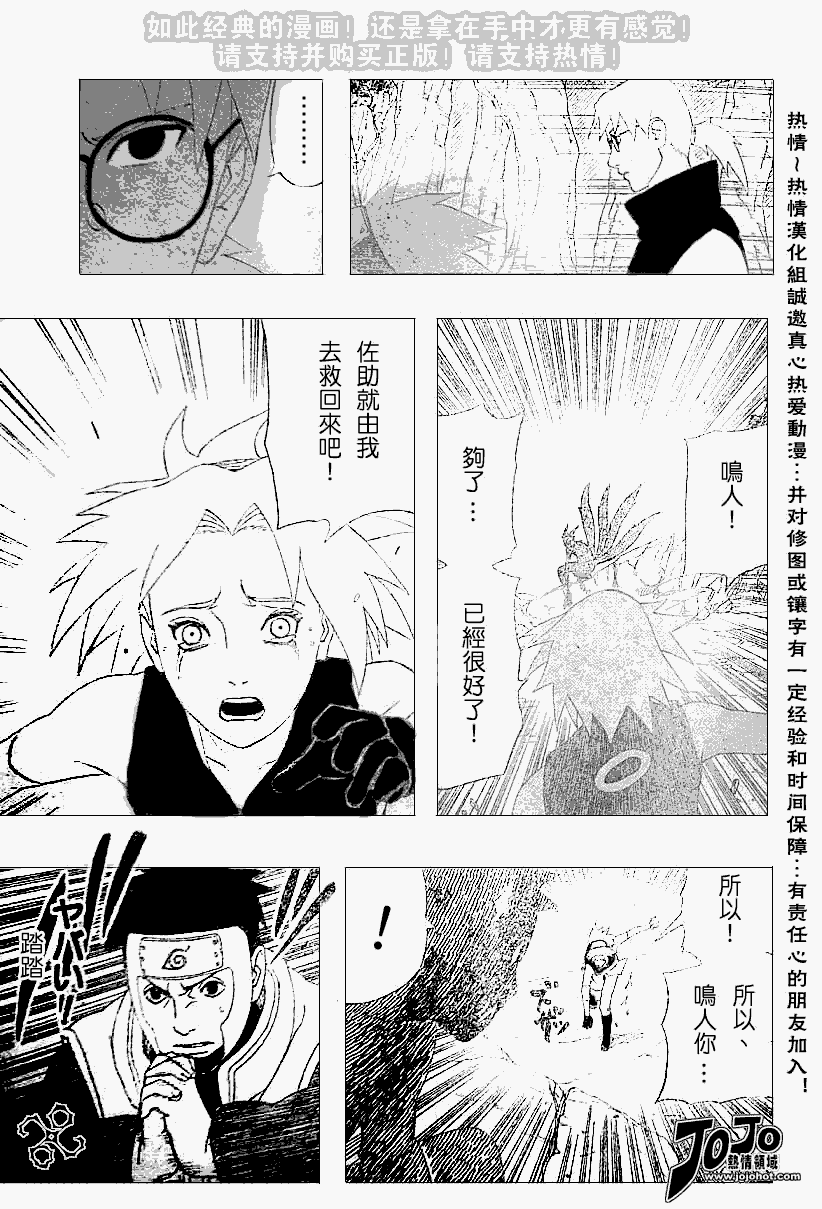 如此经典的漫画！还是拿在手中才更有感觉！
请支持并购买正版！请支持热情！
………
鳴人！
夠了…
已經很好了！
佐助就由我
去救回來吧！
所以！
所以、
鳴人你…
！
ヤバい!!
踏踏
热情~热情漢化組誠邀真心热爱動漫…并对修图或镶字有一定经验和时间保障…有责任心的朋友加入！
JOJO
熱情領域
www.jojohot.com